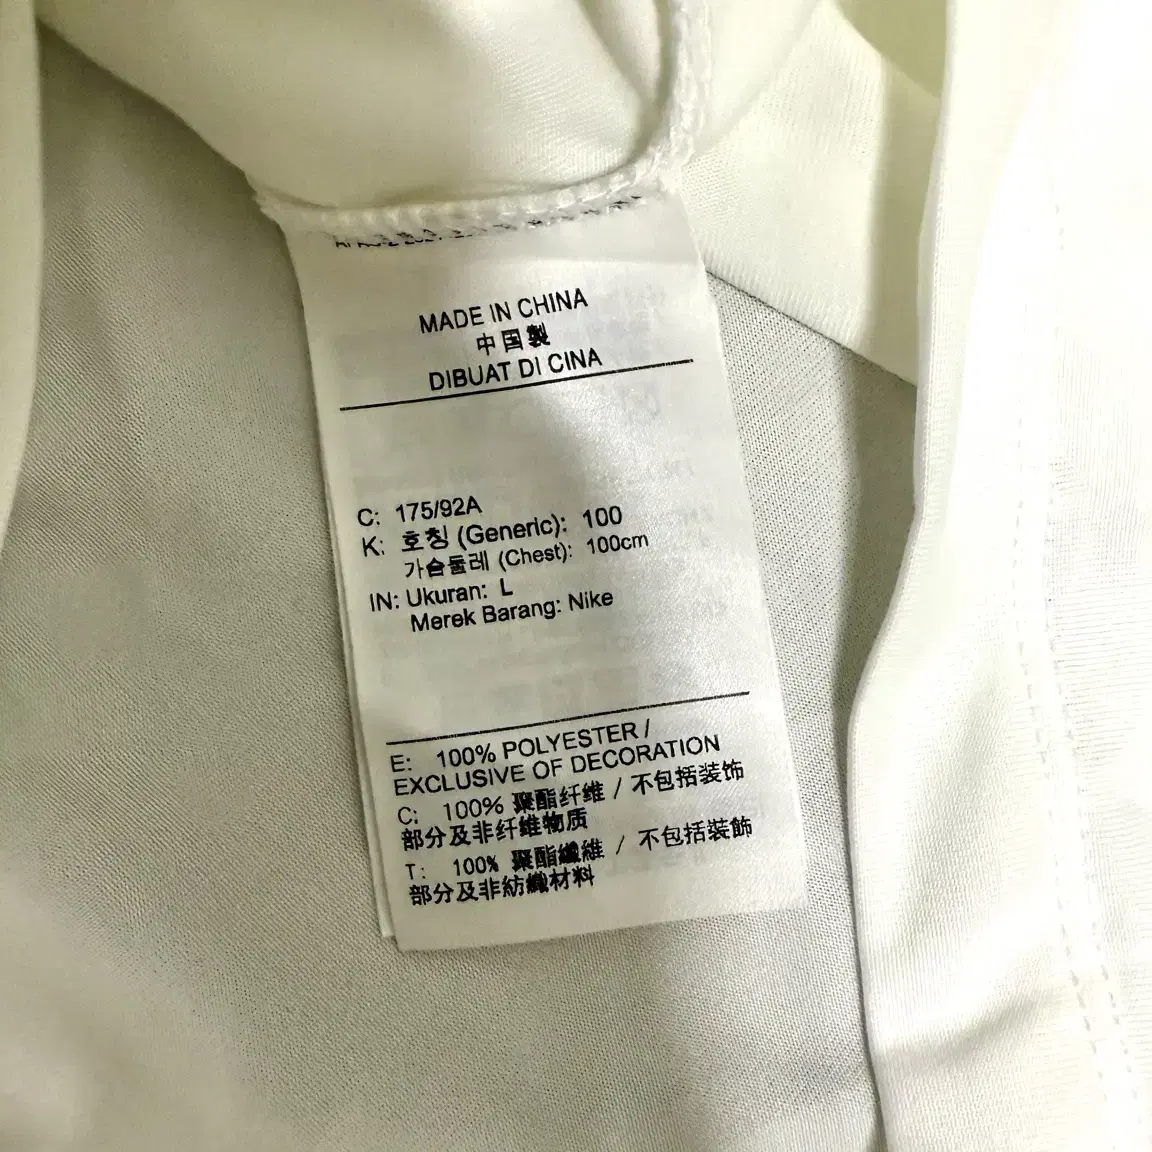 MADE IN CHINA
中国製
DIBUAT DI CINA
C: 175/92A
K: 호칭 (Generic): 100
가슴둘레 (Chest): 100cm
IN: Ukuran: L
Merek Barang: Nike
E: 100% POLYESTER /
EXCLUSIVE OF DECORATION
C: 100% 聚酯纤维 / 不包括装饰
部分及非纤维物质
T: 100% 聚酯纖維 / 不包括裝飾
部分及非紡織材料